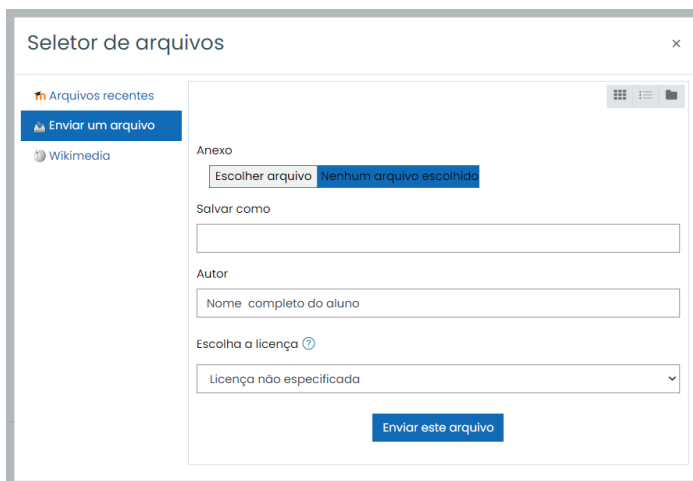 Seletor de arquivos
×
Arquivos recentes
Enviar um arquivo
Wikimedia
Anexo
Escolher arquivo Nenhum arquivo escolhido
Salvar como
Autor
Nome completo do aluno
Escolha a licença ?
Licença não especificada
Enviar este arquivo